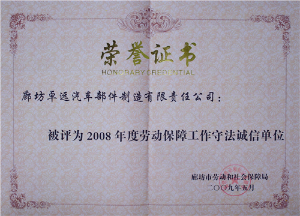 荣誉证书
HONORARY CREDENTIAL
廊坊卓远汽车部件制造有限责任公司：
被评为2008年度劳动保障工作守法诚信单位
廊坊市劳动和社会保障局
二〇〇九年五月